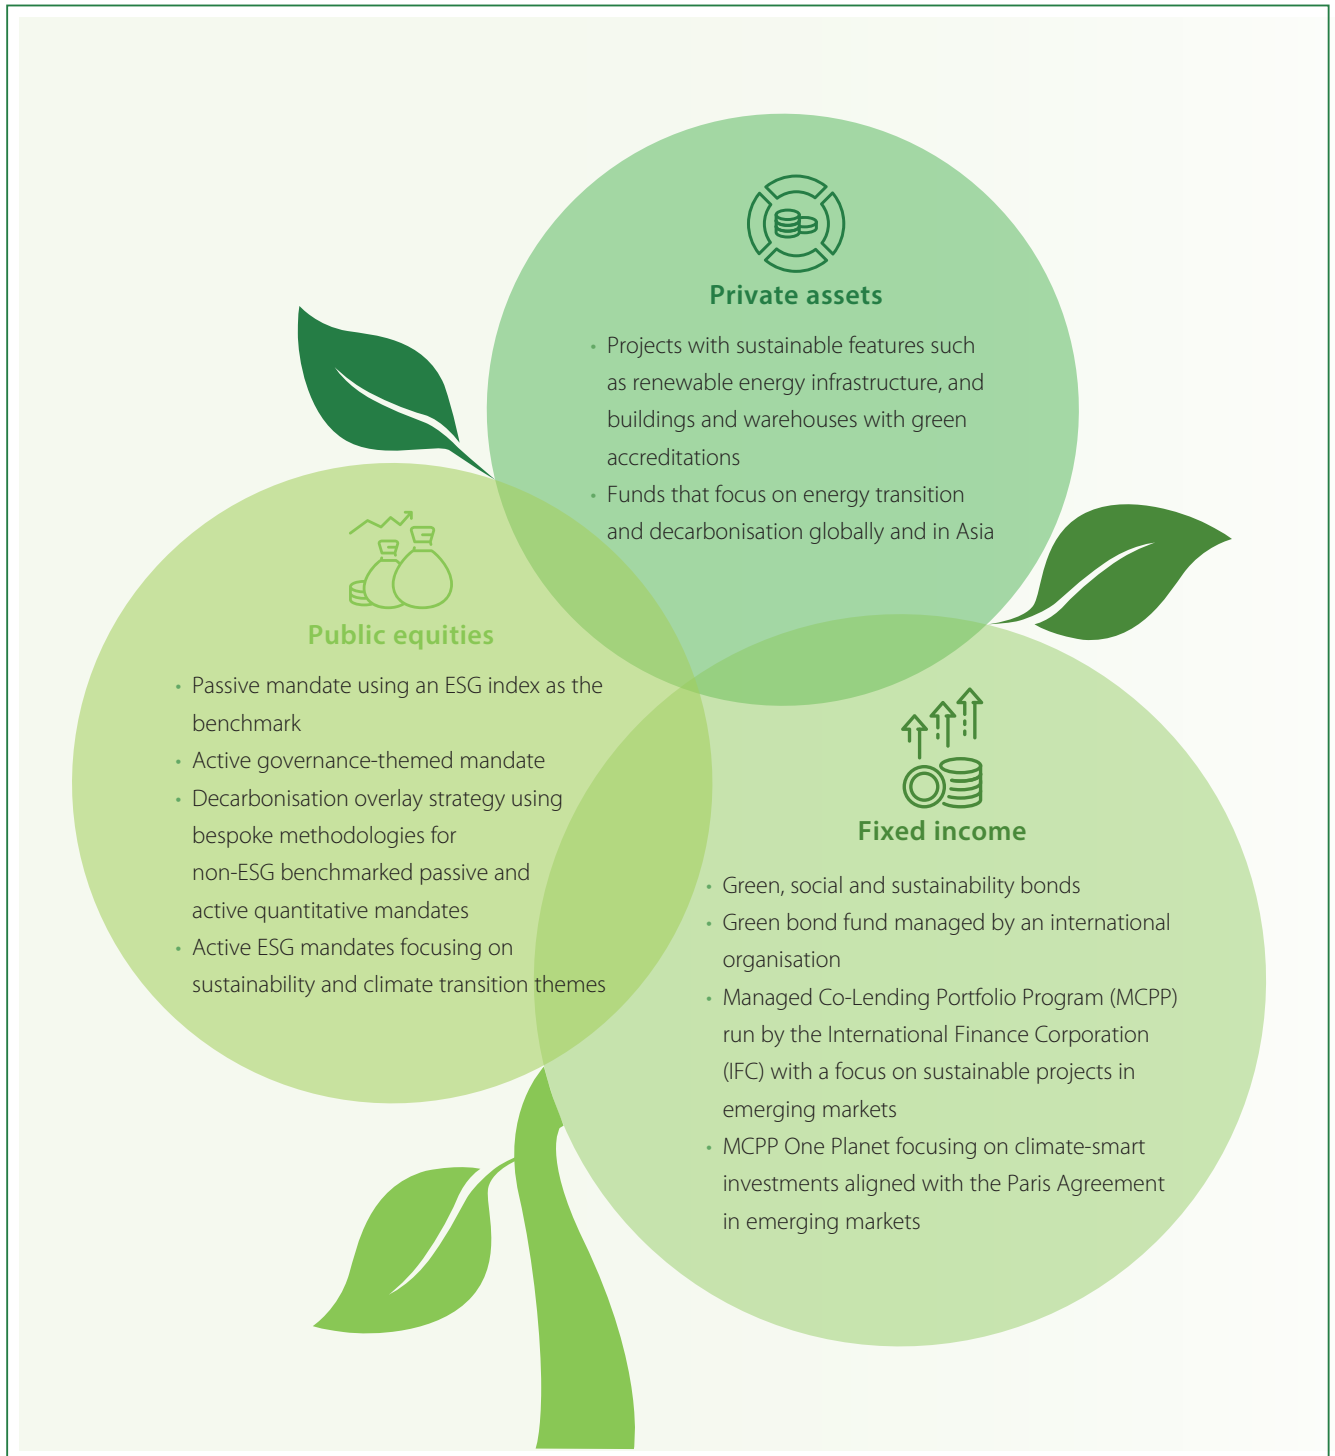 Private assets
• Projects with sustainable features such
as renewable energy infrastructure, and
buildings and warehouses with green
accreditations
• Funds that focus on energy transition
and decarbonisation globally and in Asia
Public equities
• Passive mandate using an ESG index as the
benchmark
• Active governance-themed mandate
• Decarbonisation overlay strategy using
bespoke methodologies for
non-ESG benchmarked passive and
active quantitative mandates
• Active ESG mandates focusing on
sustainability and climate transition themes
Fixed income
• Green, social and sustainability bonds
• Green bond fund managed by an international
organisation
• Managed Co-Lending Portfolio Program (MCPP)
run by the International Finance Corporation
(IFC) with a focus on sustainable projects in
emerging markets
• MCPP One Planet focusing on climate-smart
investments aligned with the Paris Agreement
in emerging markets